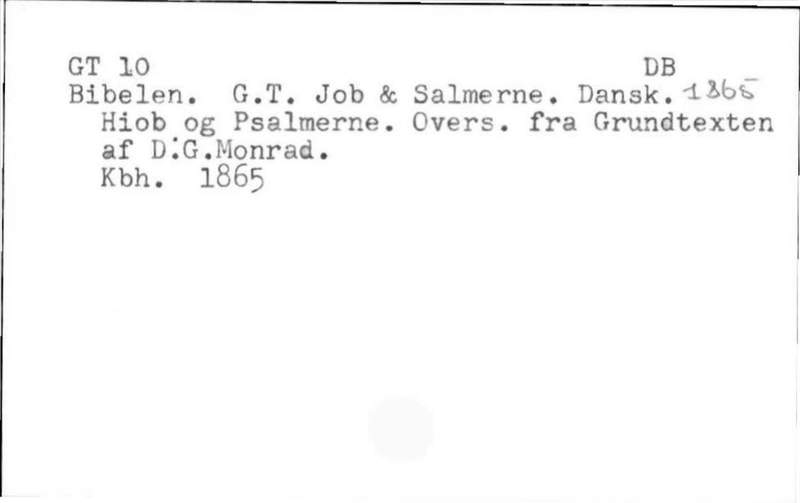 GT 10 DB
Bibelen. G.T. Job & Salmerne. Dansk. 1865
Hiob og Psalmerne. Overs. fra Grundtexten
af D.G.Monrad.
Kbh. 1865